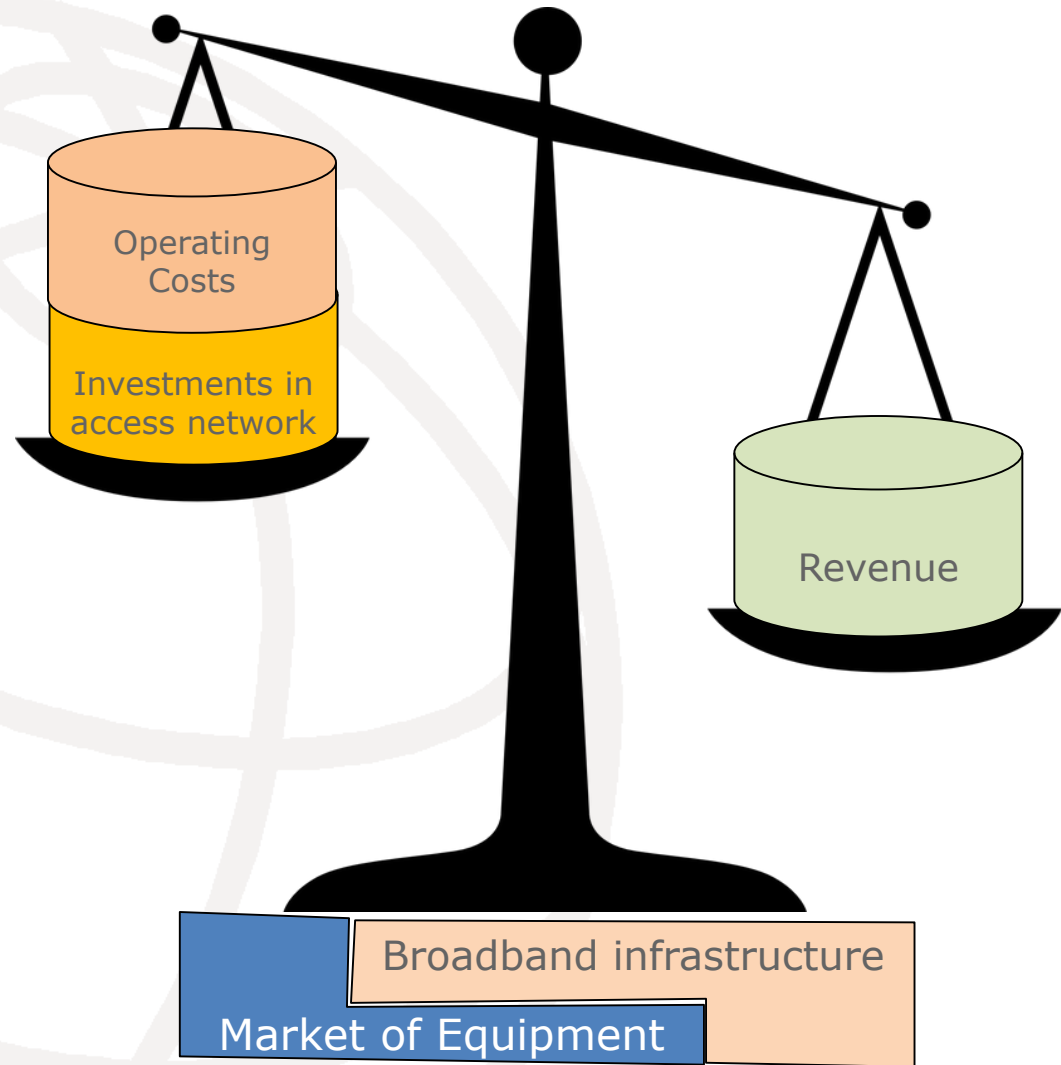 Operating
Costs
Investments in
access network
Revenue
Broadband infrastructure
Market of Equipment